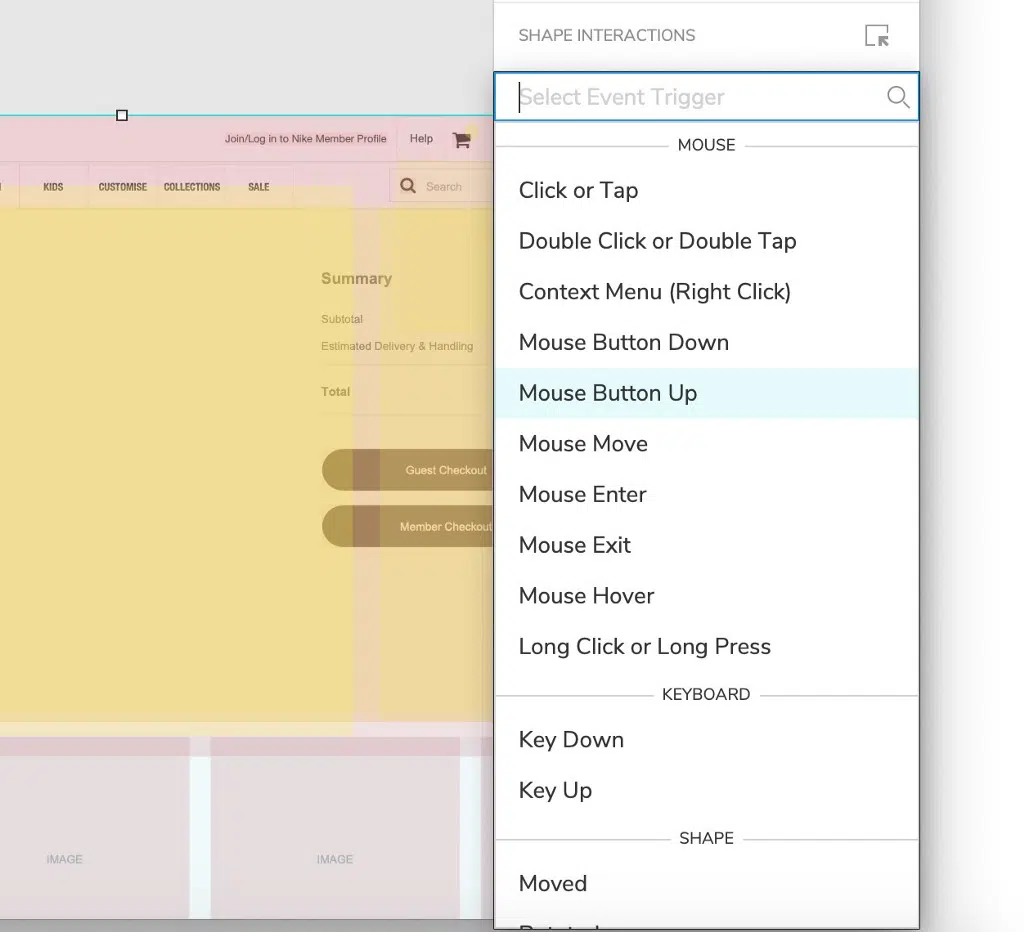 SHAPE INTERACTIONS
Select Event Trigger
MOUSE
Click or Tap
Double Click or Double Tap
Context Menu (Right Click)
Mouse Button Down
Mouse Button Up
Mouse Move
Mouse Enter
Mouse Exit
Mouse Hover
Long Click or Long Press
KEYBOARD
Key Down
Key Up
SHAPE
Moved
Join/Log in to Nike Member Profile Help
KIDS CUSTOMISE COLLECTIONS SALE Search
Summary
Subtotal
Estimated Delivery & Handling
Total
Guest Checkout
Member Checkout
IMAGE IMAGE